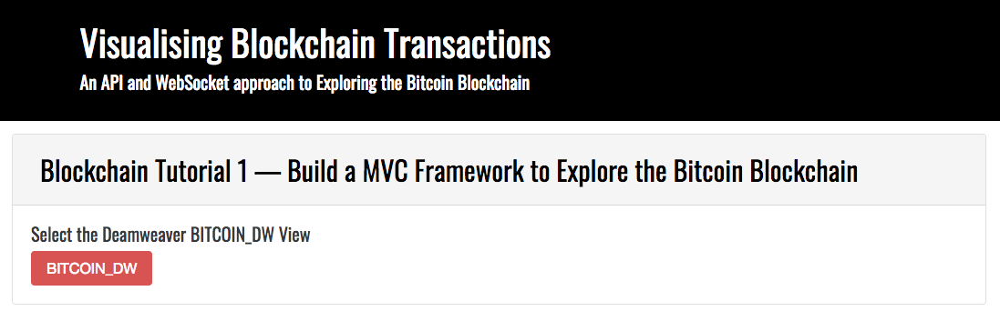 Visualising Blockchain Transactions
An API and WebSocket approach to Exploring the Bitcoin Blockchain
Blockchain Tutorial 1 — Build a MVC Framework to Explore the Bitcoin Blockchain
Select the Deamweaver BITCOIN_DW View
BITCOIN_DW